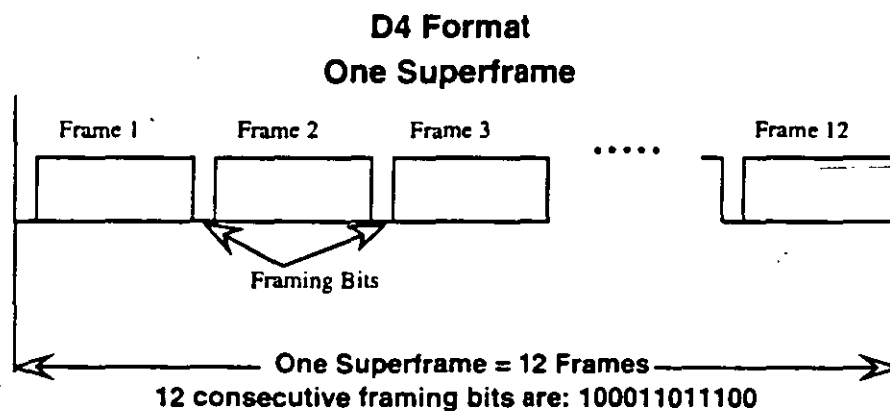 D4 Format
One Superframe
Frame 1 Frame 2 Frame 3 ..... Frame 12
Framing Bits
One Superframe = 12 Frames
12 consecutive framing bits are: 100011011100